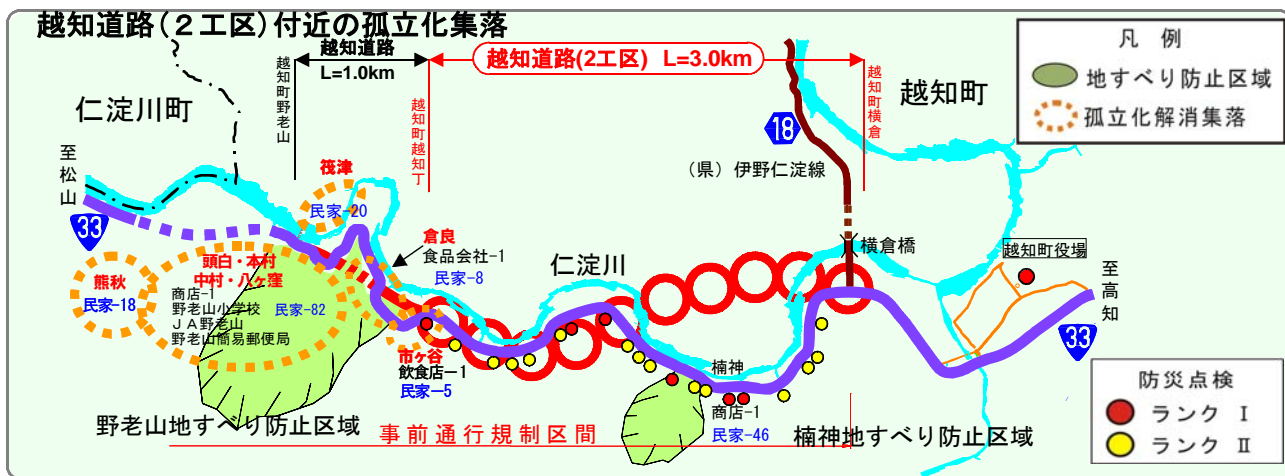 越知道路(２工区)付近の孤立化集落
越知道路
L=1.0km
越知道路(2工区) L=3.0km
凡 例
地すべり防止区域
孤立化解消集落
仁淀川町
越知町野老山
越知町越知丁
越知町横倉
越知町
18
(県)伊野仁淀線
至松山
33
筏津
民家-20
倉良
食品会社-1
民家-8
仁淀川
横倉橋
越知町役場
至高知
33
熊秋
民家-18
頭白・本村
中村・八ヶ窪
商店-1
野老山小学校
ＪＡ野老山
野老山簡易郵便局
民家-82
市ヶ谷
飲食店－1
民家－5
楠神
商店-1
民家-46
野老山地すべり防止区域
事前通行規制区間
楠神地すべり防止区域
防災点検
ランク Ⅰ
ランク Ⅱ